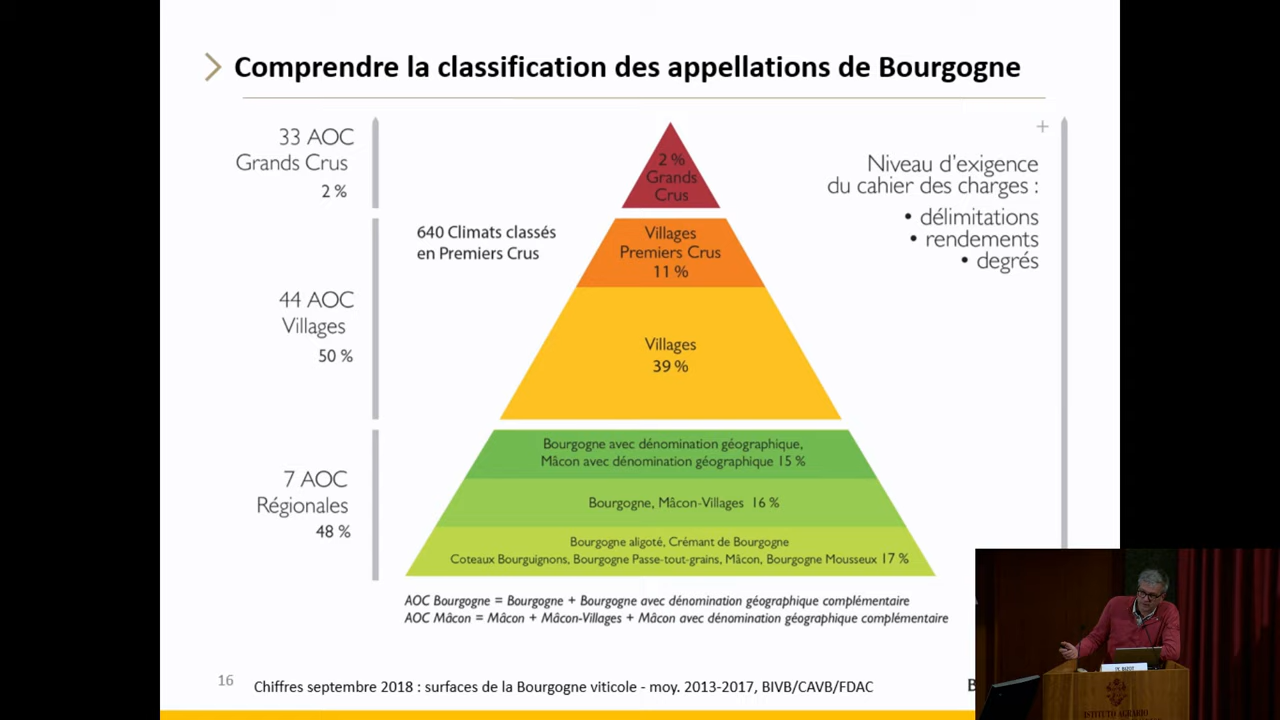 Comprendre la classification des appellations de Bourgogne
33 AOC
Grands Crus
2 %
2 %
Grands
Crus
+
Niveau d'exigence
du cahier des charges :
• délimitations
• rendements
• degrés
640 Climats classés
en Premiers Crus
Villages
Premiers Crus
11 %
44 AOC
Villages
50 %
Villages
39 %
7 AOC
Régionales
48 %
Bourgogne avec dénomination géographique,
Mâcon avec dénomination géographique 15 %
Bourgogne, Mâcon-Villages 16 %
Bourgogne aligoté, Crémant de Bourgogne
Coteaux Bourguignons, Bourgogne Passe-tout-grains, Mâcon, Bourgogne Mousseux 17 %
AOC Bourgogne = Bourgogne + Bourgogne avec dénomination géographique complémentaire
AOC Mâcon = Mâcon + Mâcon-Villages + Mâcon avec dénomination géographique complémentaire
16
Chiffres septembre 2018 : surfaces de la Bourgogne viticole - moy. 2013-2017, BIVB/CAVB/FDAC
B
ISTITUTO AGRARIO